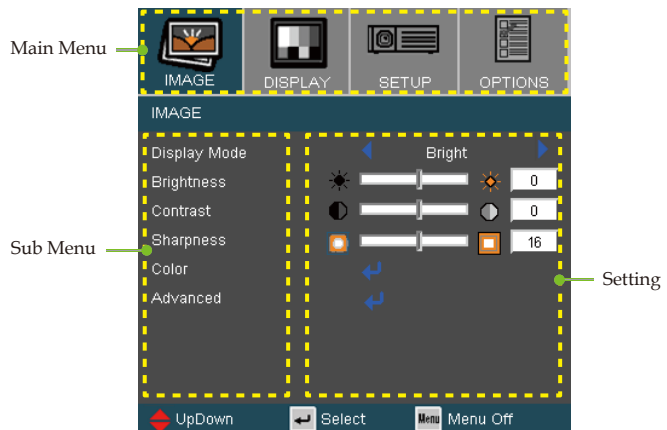 Main Menu
IMAGE DISPLAY SETUP OPTIONS
IMAGE
Display Mode Bright
Brightness 0
Contrast 0
Sharpness 16
Sub Menu
Color
Setting
Advanced
UpDown Select Menu Menu Off